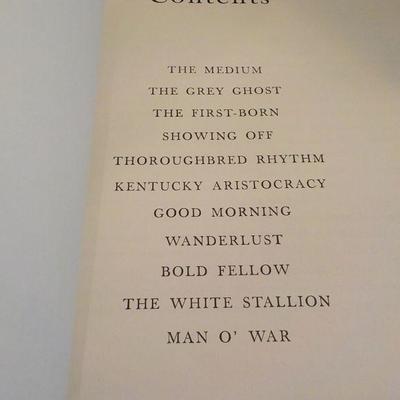 Contents
THE MEDIUM
THE GREY GHOST
THE FIRST-BORN
SHOWING OFF
THOROUGHBRED RHYTHM
KENTUCKY ARISTOCRACY
GOOD MORNING
WANDERLUST
BOLD FELLOW
THE WHITE STALLION
MAN O' WAR